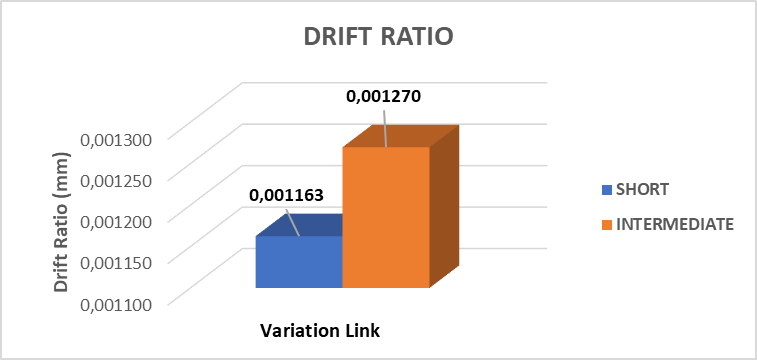 DRIFT RATIO
0,001270
0,001163
Drift Ratio (mm)
0,001300
0,001250
0,001200
0,001150
0,001100
Variation Link
SHORT
INTERMEDIATE